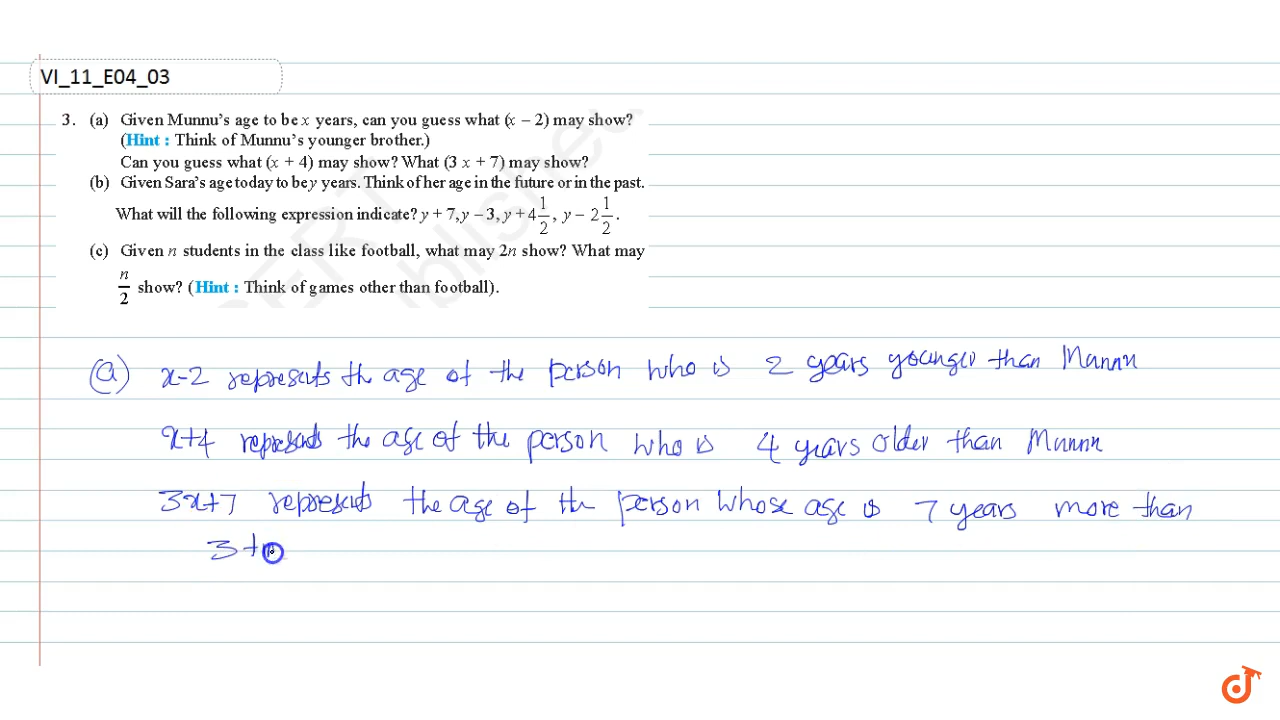 VI_11_E04_03
3. (a) Given Munnu's age to be x years, can you guess what (x – 2) may show?
(Hint : Think of Munnu's younger brother.)
Can you guess what (x + 4) may show? What (3 x + 7) may show?
(b) Given Sara's age today to be y years. Think of her age in the future or in the past.
What will the following expression indicate? y + 7, y – 3, y + 4 1/2, y – 2 1/2.
(c) Given n students in the class like football, what may 2n show? What may
n/2 show? (Hint : Think of games other than football).
(a) x-2 represents the age of the person who is 2 years younger than Munnu
x+4 represents the age of the person who is 4 years older than Munnu
3x+7 represents the age of the person whose age is 7 years more than
3